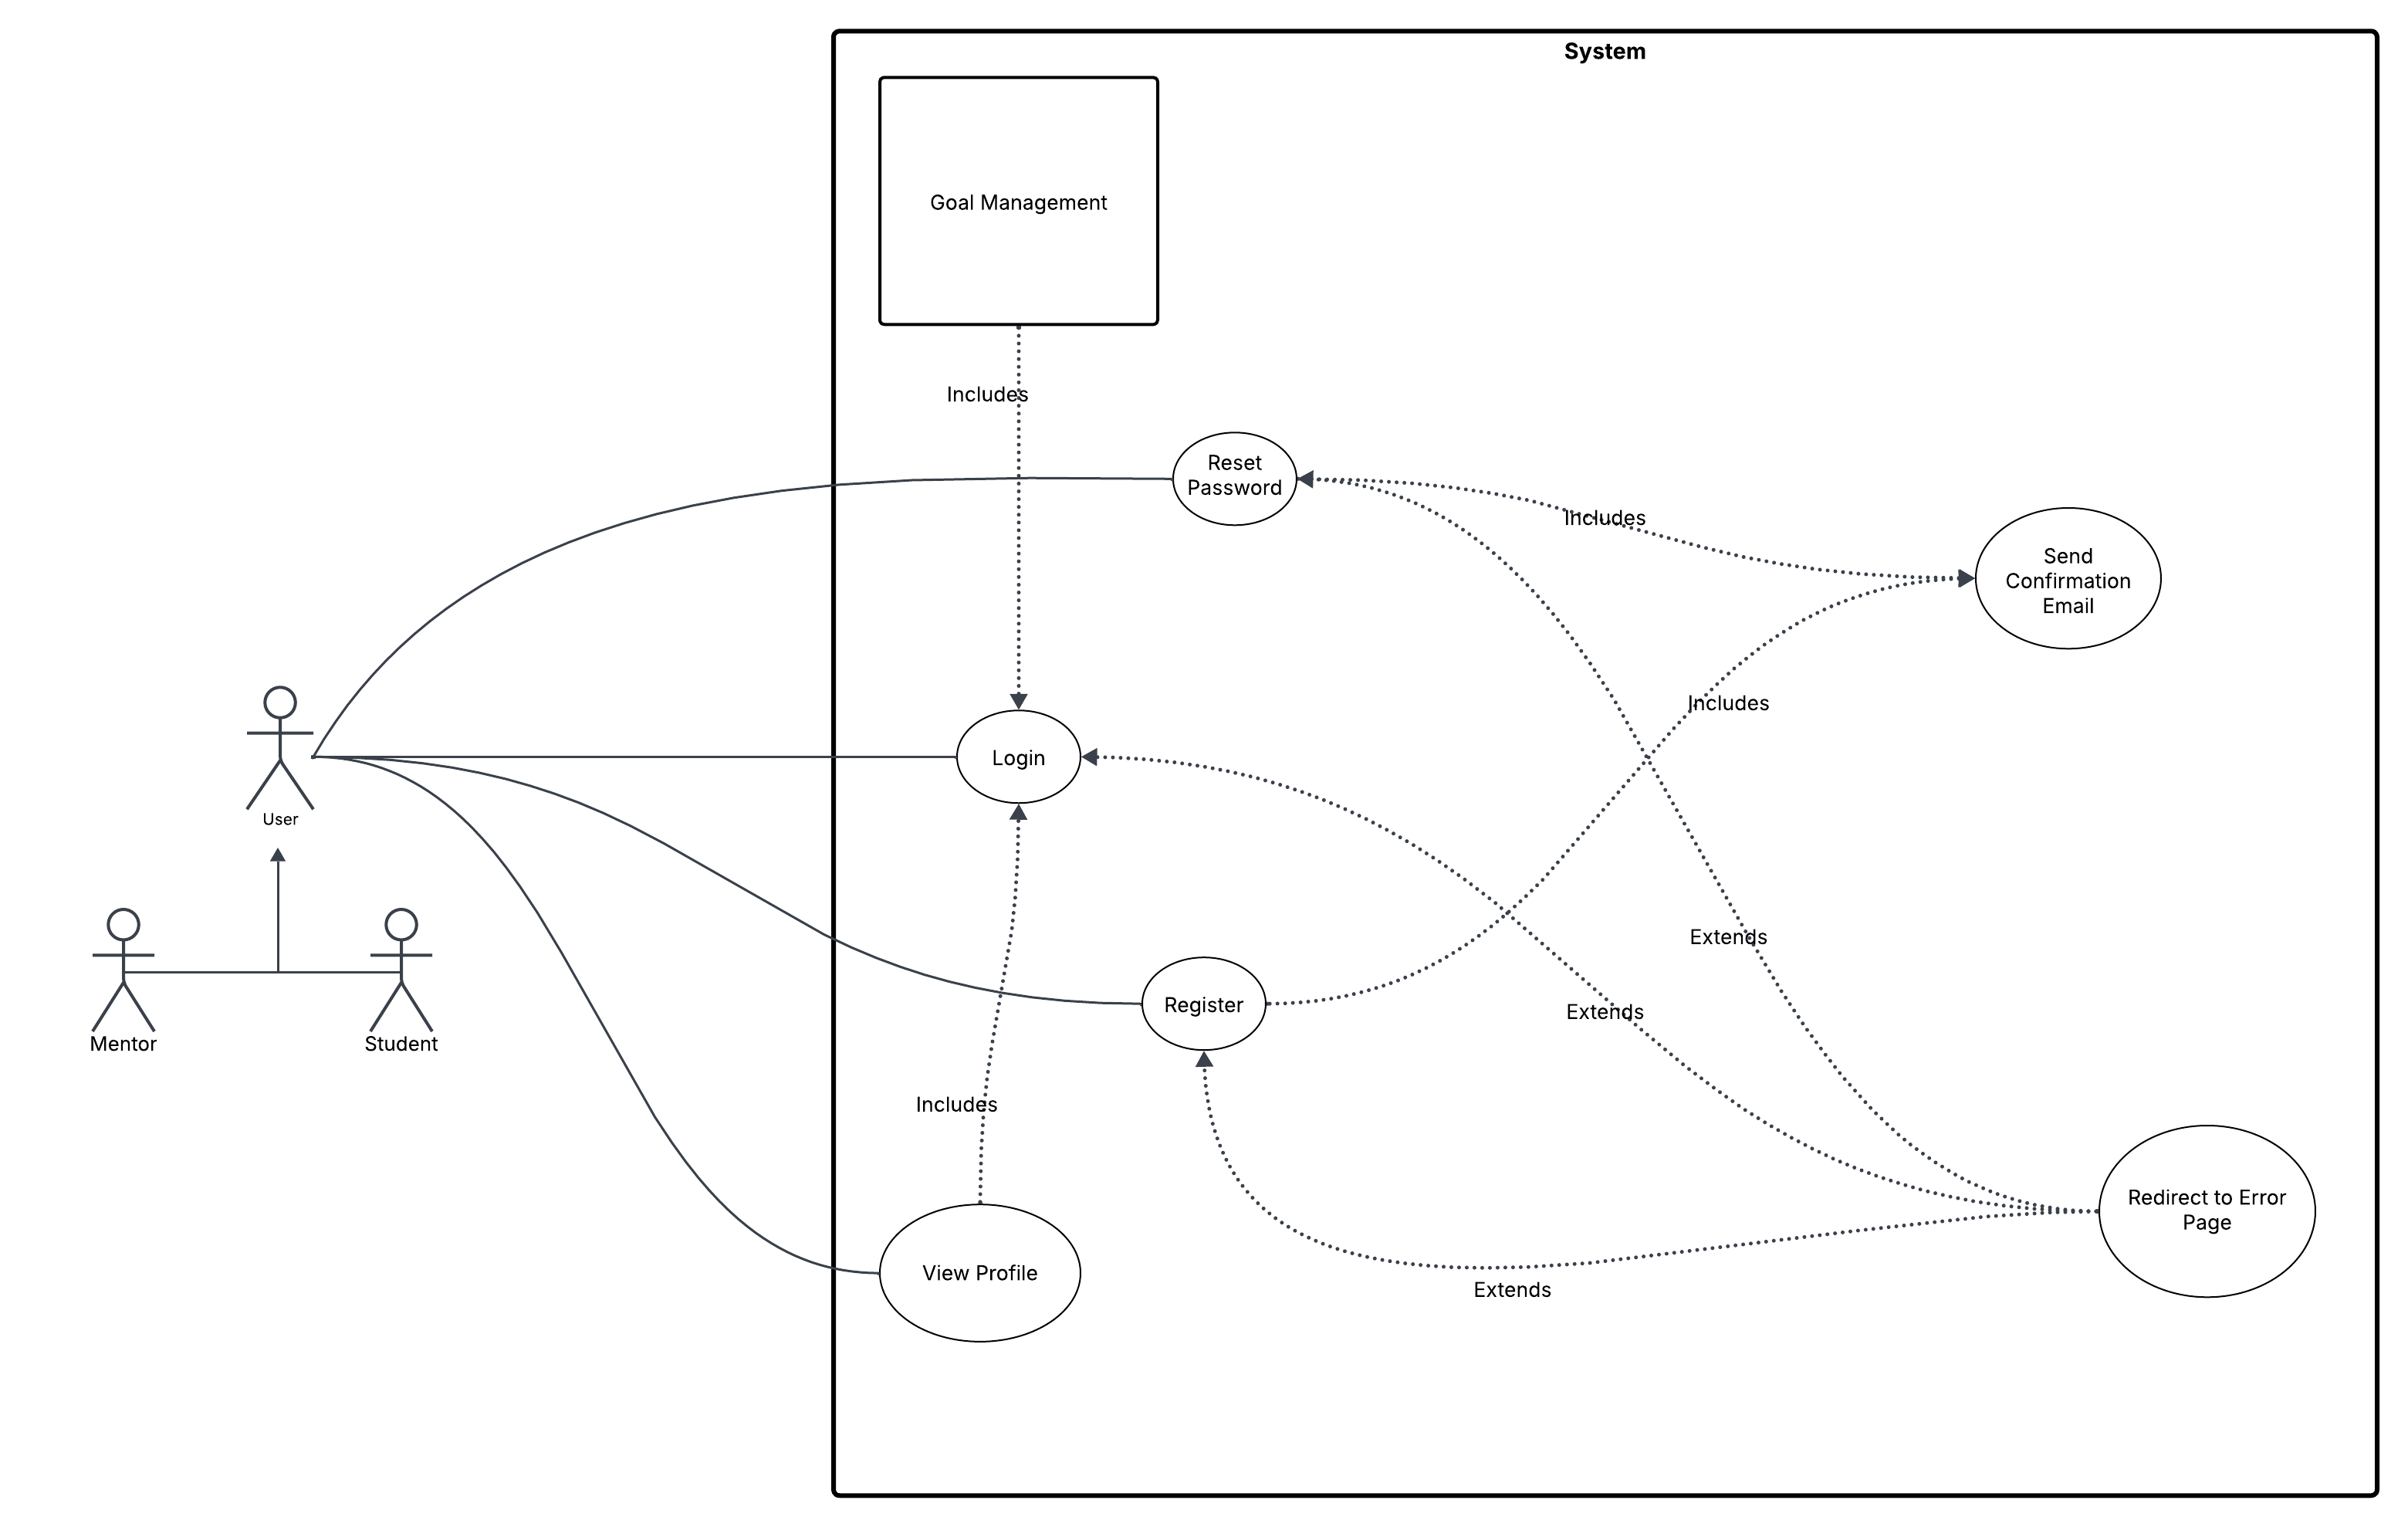 System
Goal Management
Includes
Reset
Password
Includes
Send
Confirmation
Email
Includes
Login
User
Extends
Mentor
Student
Register
Extends
Includes
Redirect to Error
Page
View Profile
Extends